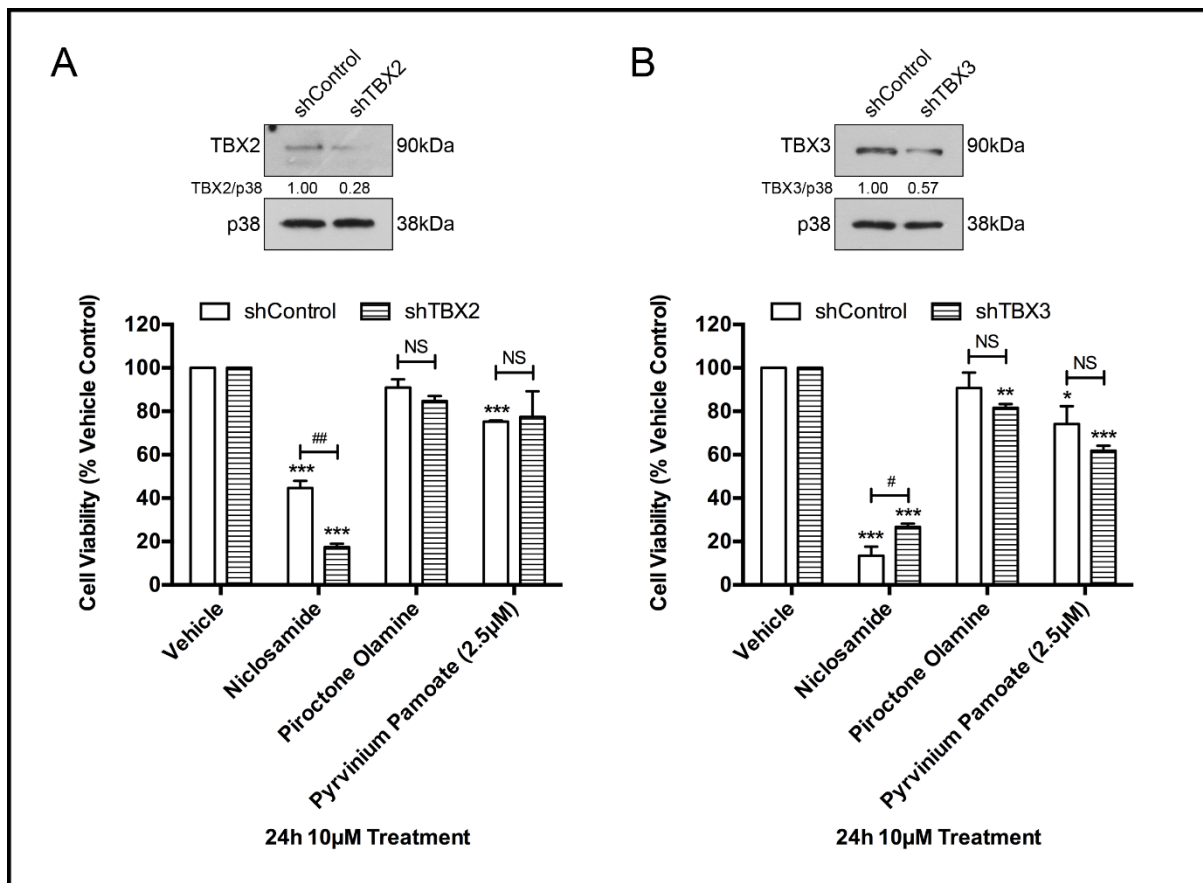 A
shControl
shTBX2
TBX2
90kDa
TBX2/p38 1.00 0.28
p38
38kDa
shControl shTBX2
Cell Viability (% Vehicle Control)
120
100
80
60
40
20
0
***
##
***
NS
***
NS
Vehicle
Niclosamide
Piroctone Olamine
Pyrvinium Pamoate (2.5µM)
24h 10µM Treatment
B
shControl
shTBX3
TBX3
90kDa
TBX3/p38 1.00 0.57
p38
38kDa
shControl shTBX3
Cell Viability (% Vehicle Control)
120
100
80
60
40
20
0
***
#
***
NS
**
*
NS
***
Vehicle
Niclosamide
Piroctone Olamine
Pyrvinium Pamoate (2.5µM)
24h 10µM Treatment